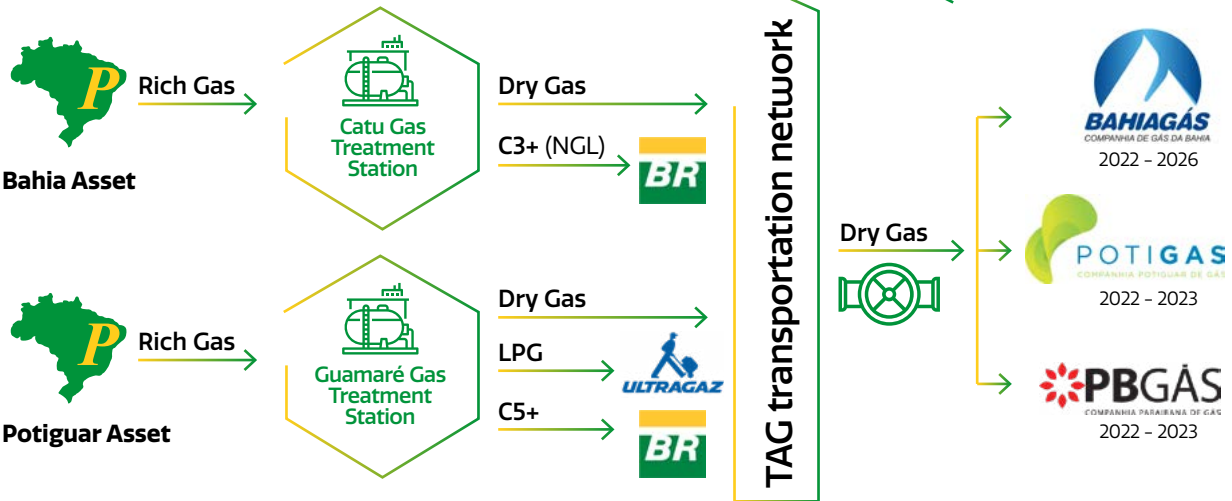 P
Bahia Asset
Rich Gas
Catu Gas
Treatment
Station
Dry Gas
C3+ (NGL)
BR
P
Potiguar Asset
Rich Gas
Guamaré Gas
Treatment
Station
Dry Gas
LPG
ULTRAGAZ
C5+
BR
TAG transportation network
Dry Gas
BAHIAGÁS
COMPANHIA DE GÁS DA BAHIA
2022 - 2026
POTIGAS
COMPANHIA POTIGUAR DE GÁS
2022 - 2023
PBGÁS
COMPANHIA PARAIBANA DE GÁS
2022 - 2023